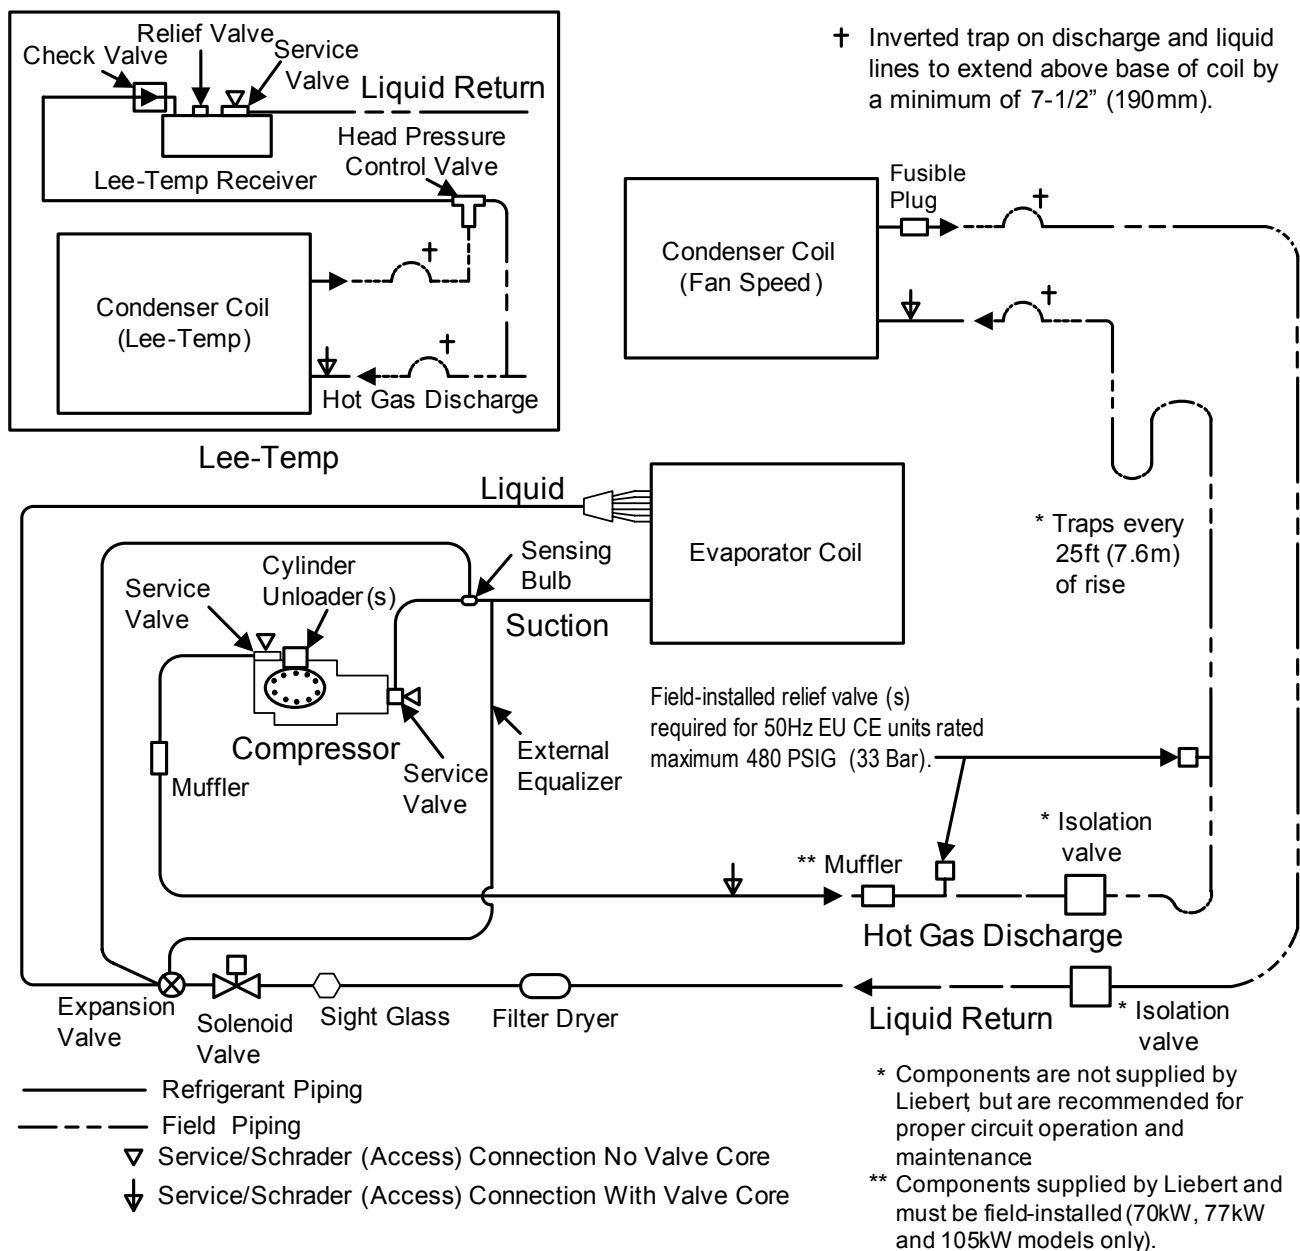 Relief Valve
Check Valve
Service
Valve
Liquid Return
Head Pressure
Control Valve
Lee-Temp Receiver
†
Condenser Coil
(Lee-Temp)
†
Hot Gas Discharge
Lee-Temp
† Inverted trap on discharge and liquid
lines to extend above base of coil by
a minimum of 7-1/2” (190mm).
Fusible
Plug
†
Condenser Coil
(Fan Speed)
†
* Traps every
25ft (7.6m)
of rise
Liquid
Evaporator Coil
Sensing
Bulb
Suction
Cylinder
Unloader(s)
Service
Valve
Compressor
Service
Valve
External
Equalizer
Muffler
Field-installed relief valve (s)
required for 50Hz EU CE units rated
maximum 480 PSIG (33 Bar).
* Isolation
valve
** Muffler
Hot Gas Discharge
Expansion
Valve
Solenoid
Valve
Sight Glass
Filter Dryer
Liquid Return
* Isolation
valve
Refrigerant Piping
Field Piping
Service/Schrader (Access) Connection No Valve Core
Service/Schrader (Access) Connection With Valve Core
* Components are not supplied by
Liebert, but are recommended for
proper circuit operation and
maintenance.
** Components supplied by Liebert and
must be field-installed (70kW, 77kW
and 105kW models only).